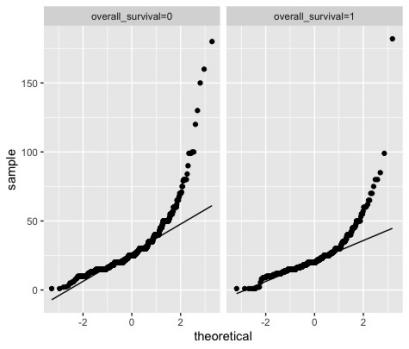 overall_survival=0
overall_survival=1
150
100
50
0
sample
-2
0
2
-2
0
2
theoretical